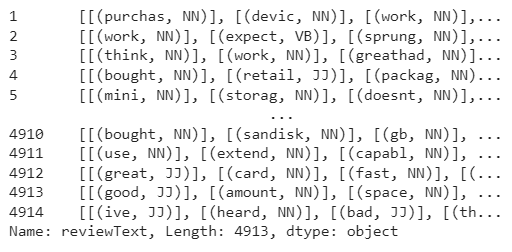 1 [[(purchas, NN)], [(devic, NN)], [(work, NN)],...
2 [[(work, NN)], [(expect, VB)], [(sprung, NN)],...
3 [[(think, NN)], [(work, NN)], [(greathad, NN)]...
4 [[(bought, NN)], [(retail, JJ)], [(packag, NN)...
5 [[(mini, NN)], [(storag, NN)], [(doesnt, NN)],...
...
4910 [[(bought, NN)], [(sandisk, NN)], [(gb, NN)], ...
4911 [[(use, NN)], [(extend, NN)], [(capabl, NN)], ...
4912 [[(great, JJ)], [(card, NN)], [(fast, NN)], [(...
4913 [[(good, JJ)], [(amount, NN)], [(space, NN)], ...
4914 [[(ive, JJ)], [(heard, NN)], [(bad, JJ)], [(th...
Name: reviewText, Length: 4913, dtype: object